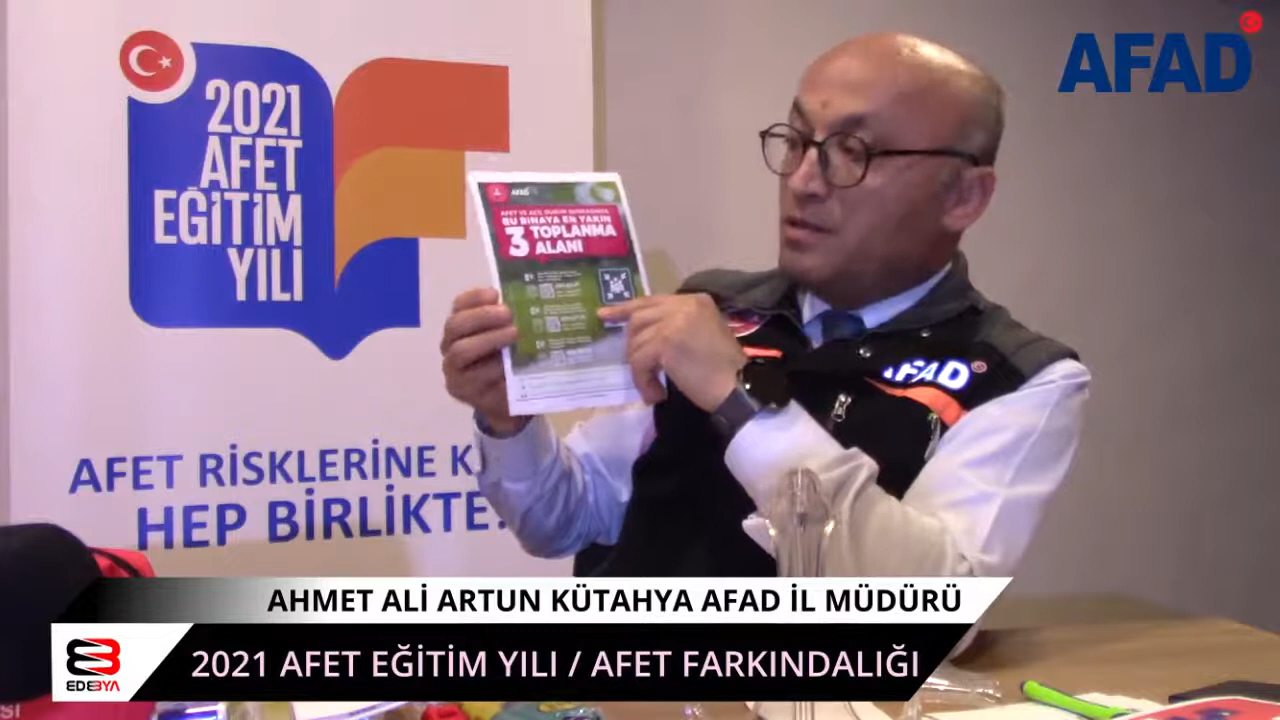 2021
AFET
EĞİTİM
YILI
AFET RİSKLERİNE K
HEP BİRLİKTE.
AFAD
AFAD
AFET VE ACİL DURUM SONRASINDA
BU BİNAYA EN YAKIN
3 TOPLANMA
ALANI
AFAD
AHMET ALİ ARTUN KÜTAHYA AFAD İL MÜDÜRÜ
EDEBYA
2021 AFET EĞİTİM YILI / AFET FARKINDALIĞI